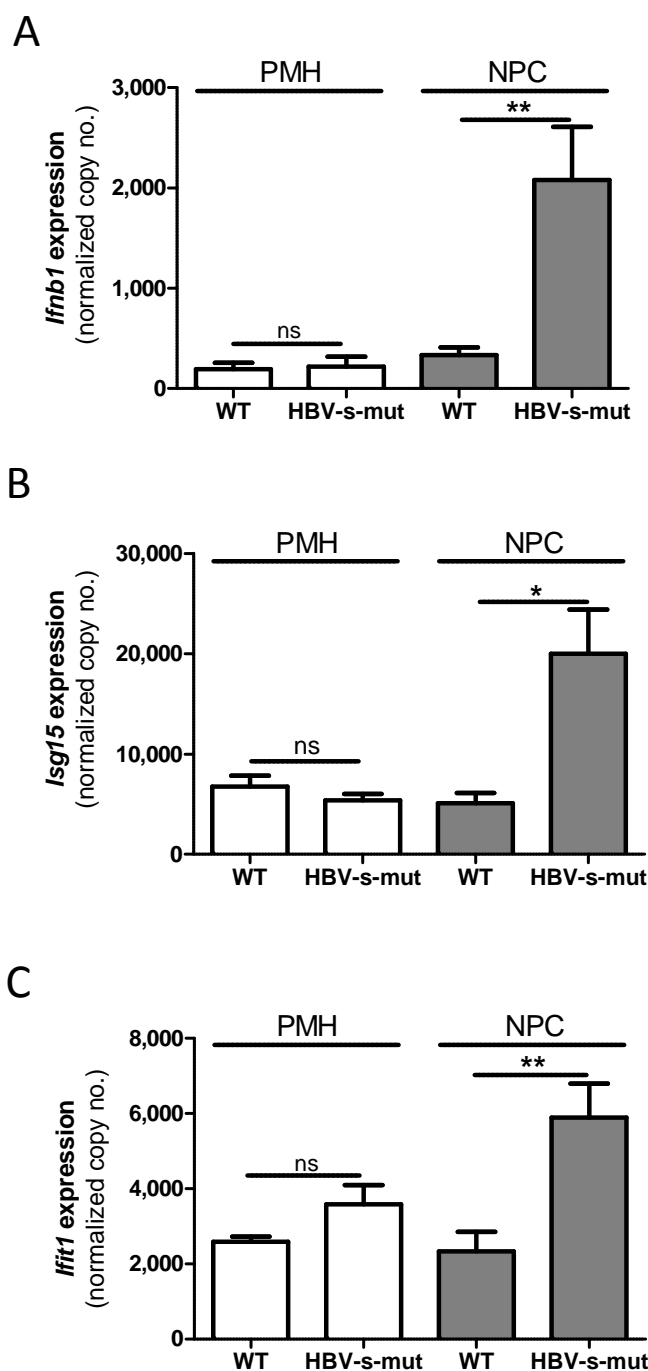 A
PMH NPC
Ifnb1 expression
(normalized copy no.)
3,000
2,000
1,000
0
ns
**
WT HBV-s-mut WT HBV-s-mut
B
PMH NPC
Isg15 expression
(normalized copy no.)
30,000
20,000
10,000
0
ns
*
WT HBV-s-mut WT HBV-s-mut
C
PMH NPC
Ifit1 expression
(normalized copy no.)
8,000
6,000
4,000
2,000
0
ns
**
WT HBV-s-mut WT HBV-s-mut